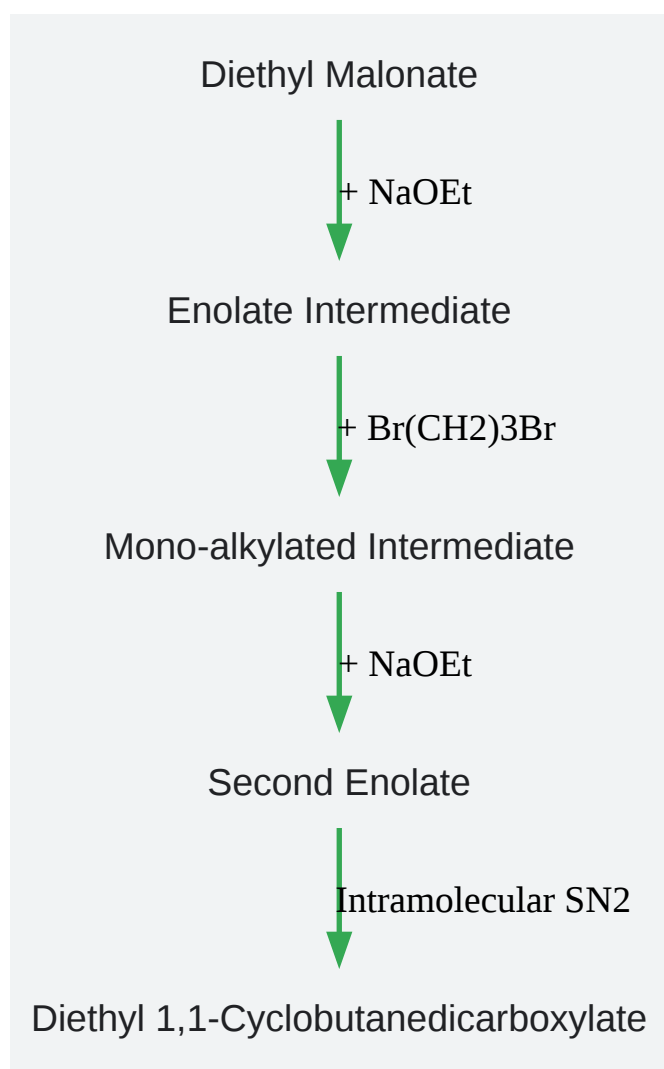 Diethyl Malonate
+ NaOEt
Enolate Intermediate
+ Br(CH2)3Br
Mono-alkylated Intermediate
+ NaOEt
Second Enolate
Intramolecular SN2
Diethyl 1,1-Cyclobutanedicarboxylate